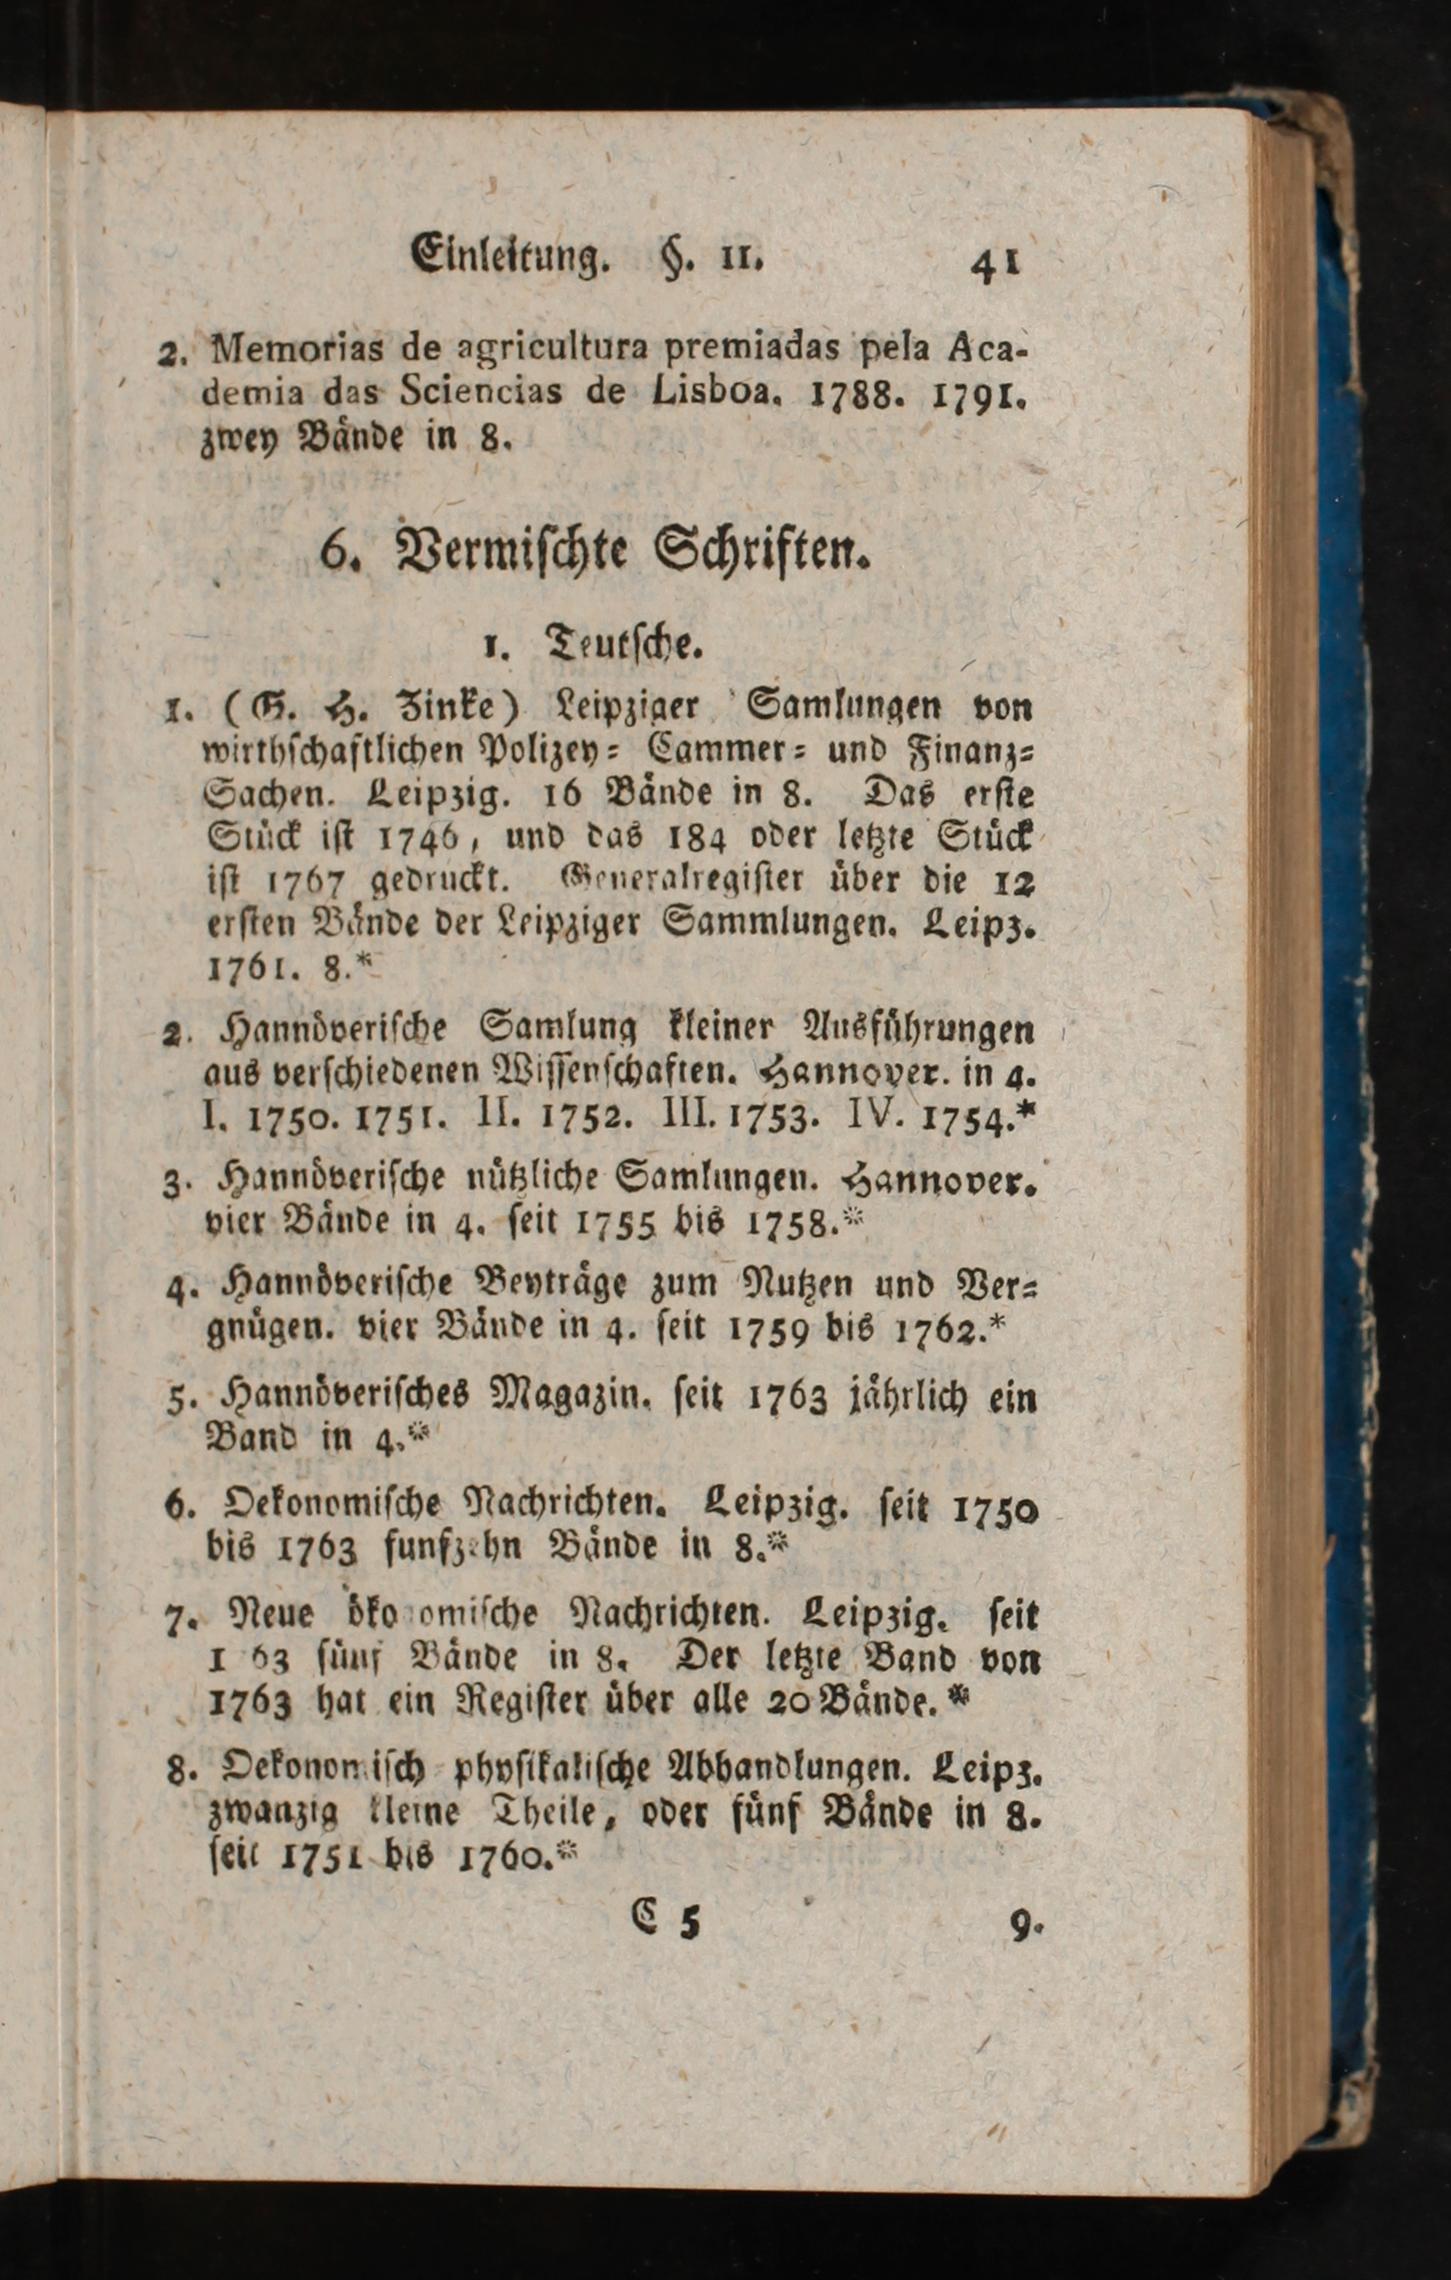 Einleitung. §. 11. 41
2. Memorias de agricultura premiadas pela Aca-
demia das Sciencias de Lisboa. 1788. 1791.
zwey Bände in 8.
6. Vermischte Schriften.
1. Teutsche.
1. (G. H. Zinke) Leipziger Samlungen von
wirthschaftlichen Polizey- Cammer- und Finanz-
Sachen. Leipzig. 16 Bände in 8. Das erste
Stück ist 1746, und das 184 oder letzte Stück
ist 1767 gedruckt. Generalregister über die 12
ersten Bände der Leipziger Sammlungen. Leipz.
1761. 8.*
2. Hannöverische Samlung kleiner Ausführungen
aus verschiedenen Wissenschaften. Hannover. in 4.
I. 1750. 1751. II. 1752. III. 1753. IV. 1754.*
3. Hannöverische nützliche Samlungen. Hannover.
vier Bände in 4. seit 1755 bis 1758.*
4. Hannöverische Beyträge zum Nutzen und Ver-
gnügen. vier Bände in 4. seit 1759 bis 1762.*
5. Hannöverisches Magazin. seit 1763 jährlich ein
Band in 4.*
6. Oekonomische Nachrichten. Leipzig. seit 1750
bis 1763 funfzehn Bände in 8.*
7. Neue ökonomische Nachrichten. Leipzig. seit
1 63 fünf Bände in 8. Der letzte Band von
1763 hat ein Register über alle 20 Bände.*
8. Oekonomisch physikalische Abhandlungen. Leipz.
zwanzig kleine Theile, oder fünf Bände in 8.
seit 1751 bis 1760.*
C 5 9.